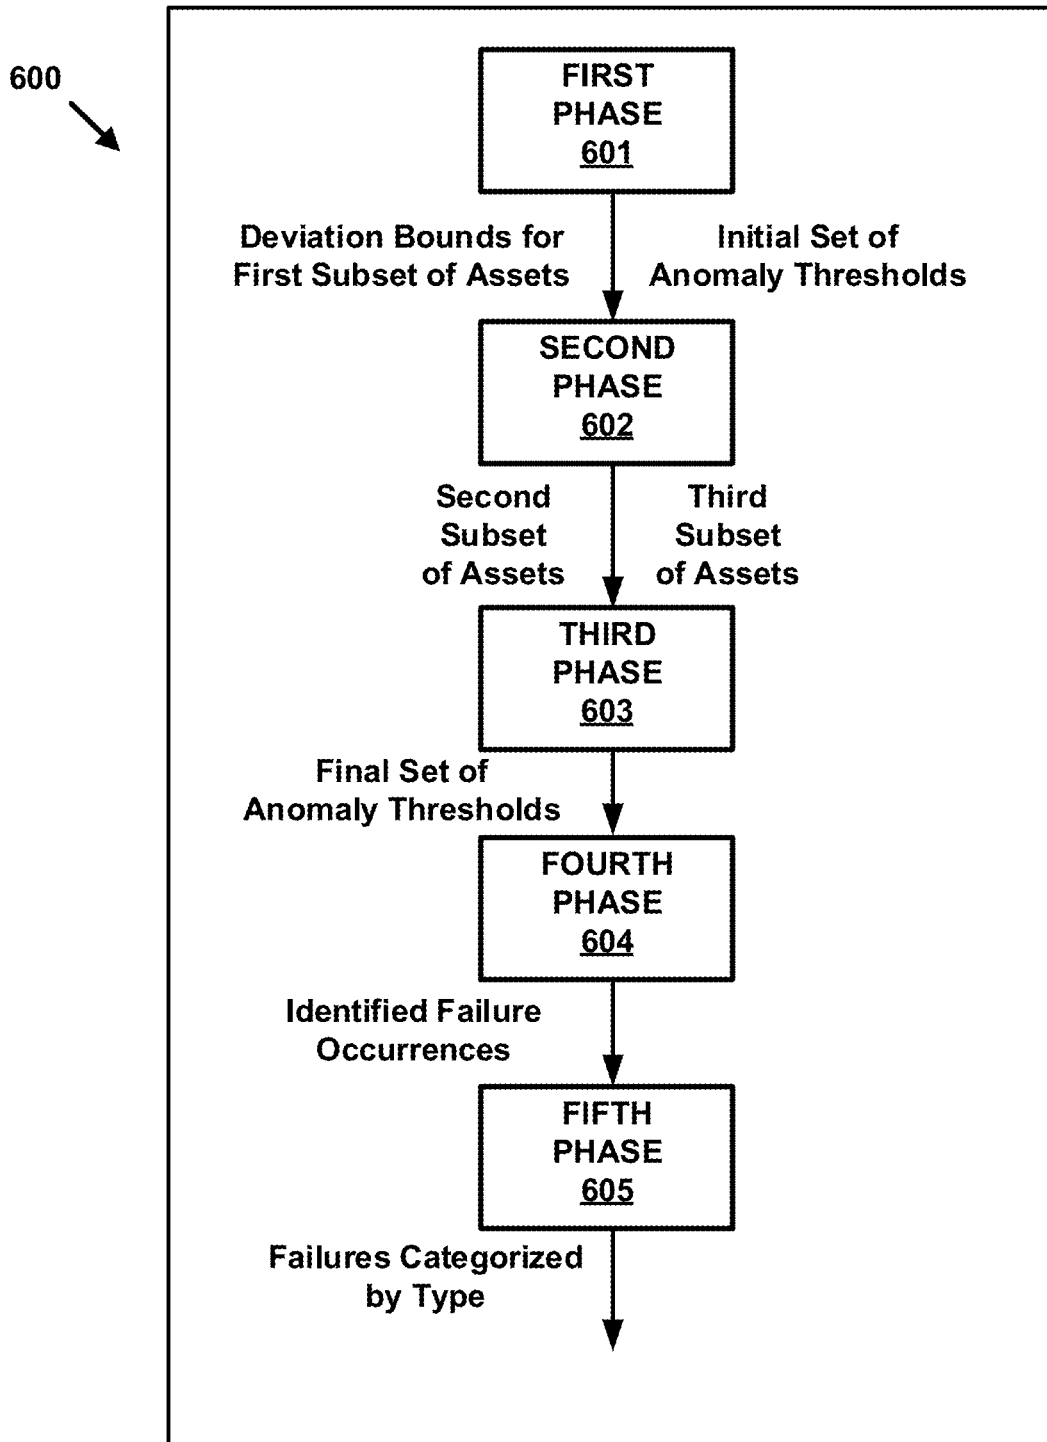 600
FIRST
PHASE
601
Deviation Bounds for
First Subset of Assets
Initial Set of
Anomaly Thresholds
SECOND
PHASE
602
Second
Subset
of Assets
Third
Subset
of Assets
THIRD
PHASE
603
Final Set of
Anomaly Thresholds
FOURTH
PHASE
604
Identified Failure
Occurrences
FIFTH
PHASE
605
Failures Categorized
by Type